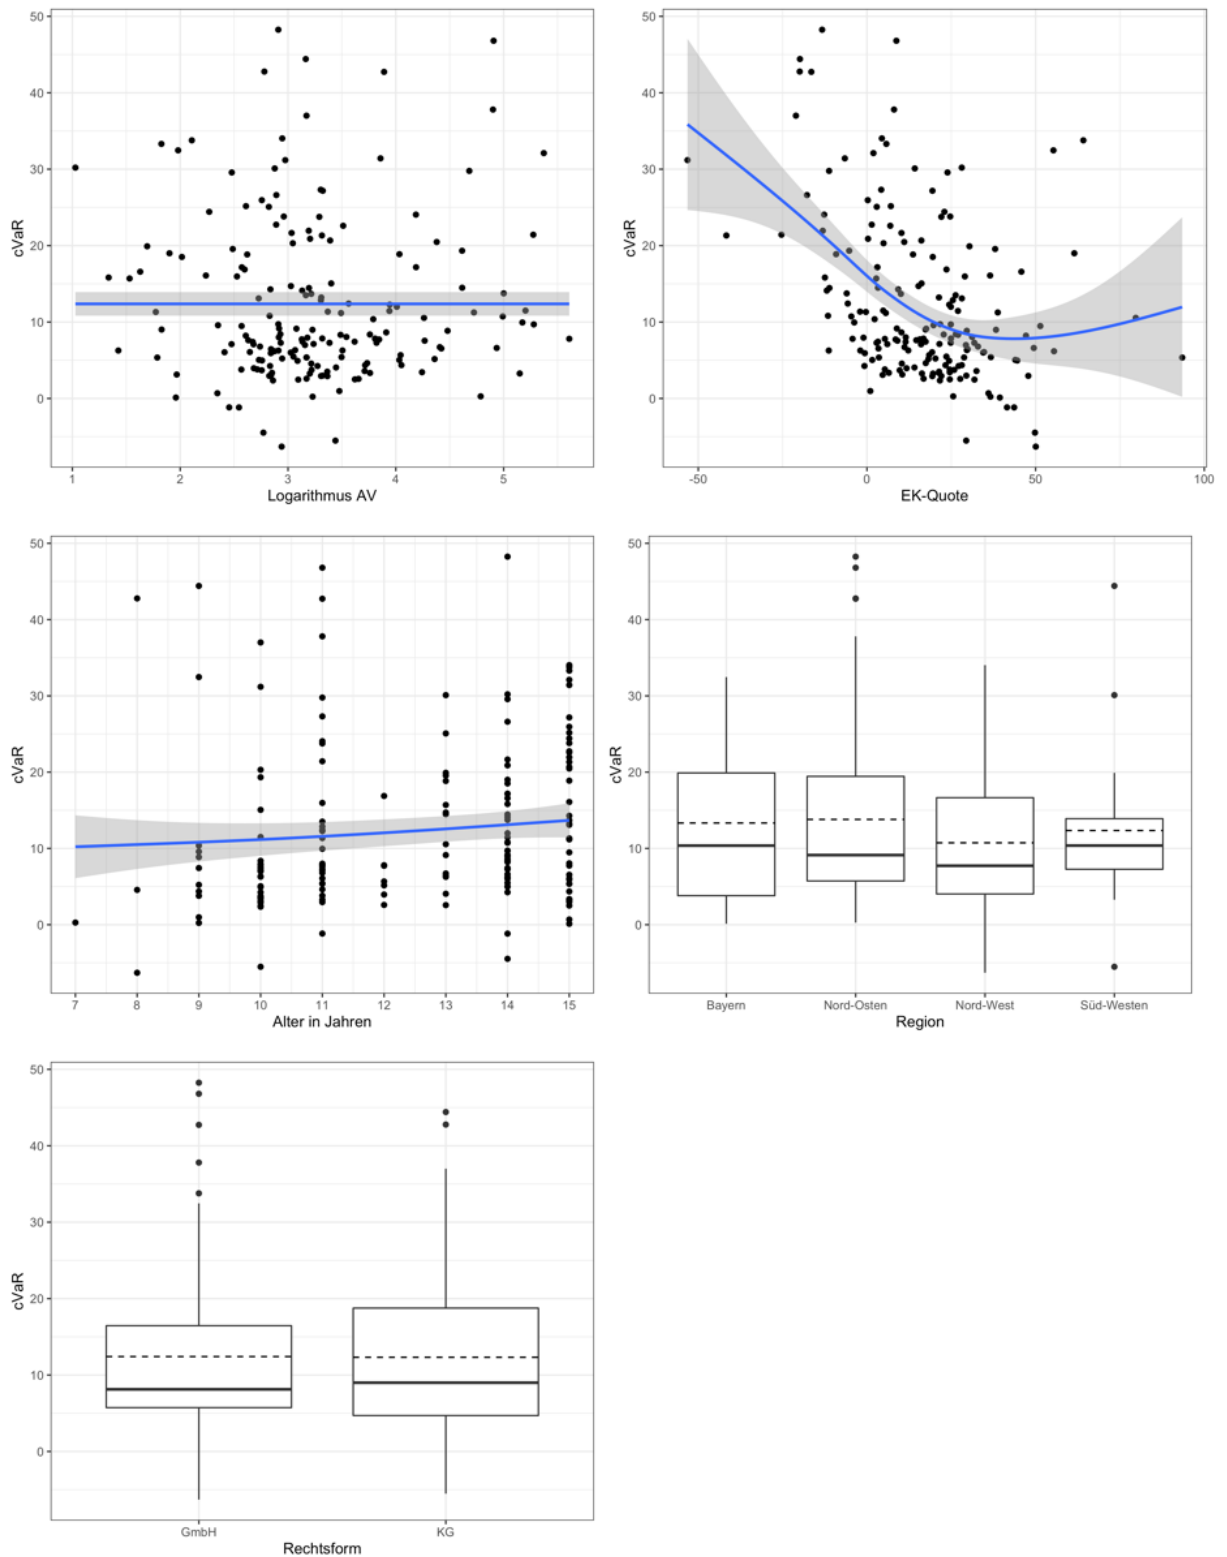 50
40
30
20
10
0
cVaR
1 2 3 4 5
Logarithmus AV
50
40
30
20
10
0
cVaR
-50 0 50 100
EK-Quote
50
40
30
20
10
0
cVaR
7 8 9 10 11 12 13 14 15
Alter in Jahren
50
40
30
20
10
0
cVaR
Bayern Nord-Osten Nord-West Süd-Westen
Region
50
40
30
20
10
0
cVaR
GmbH KG
Rechtsform